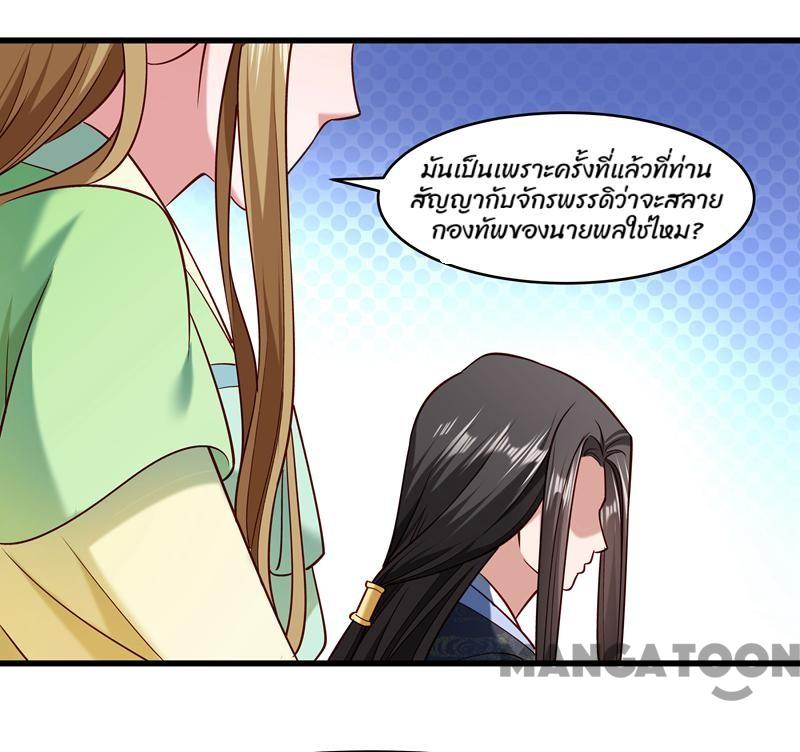 มันเป็นเพราะครั้งที่แล้วที่ท่าน
สัญญากับจักรพรรดิว่าจะสลาย
กองทัพของนายพลใช่ไหม?
MANGATOON